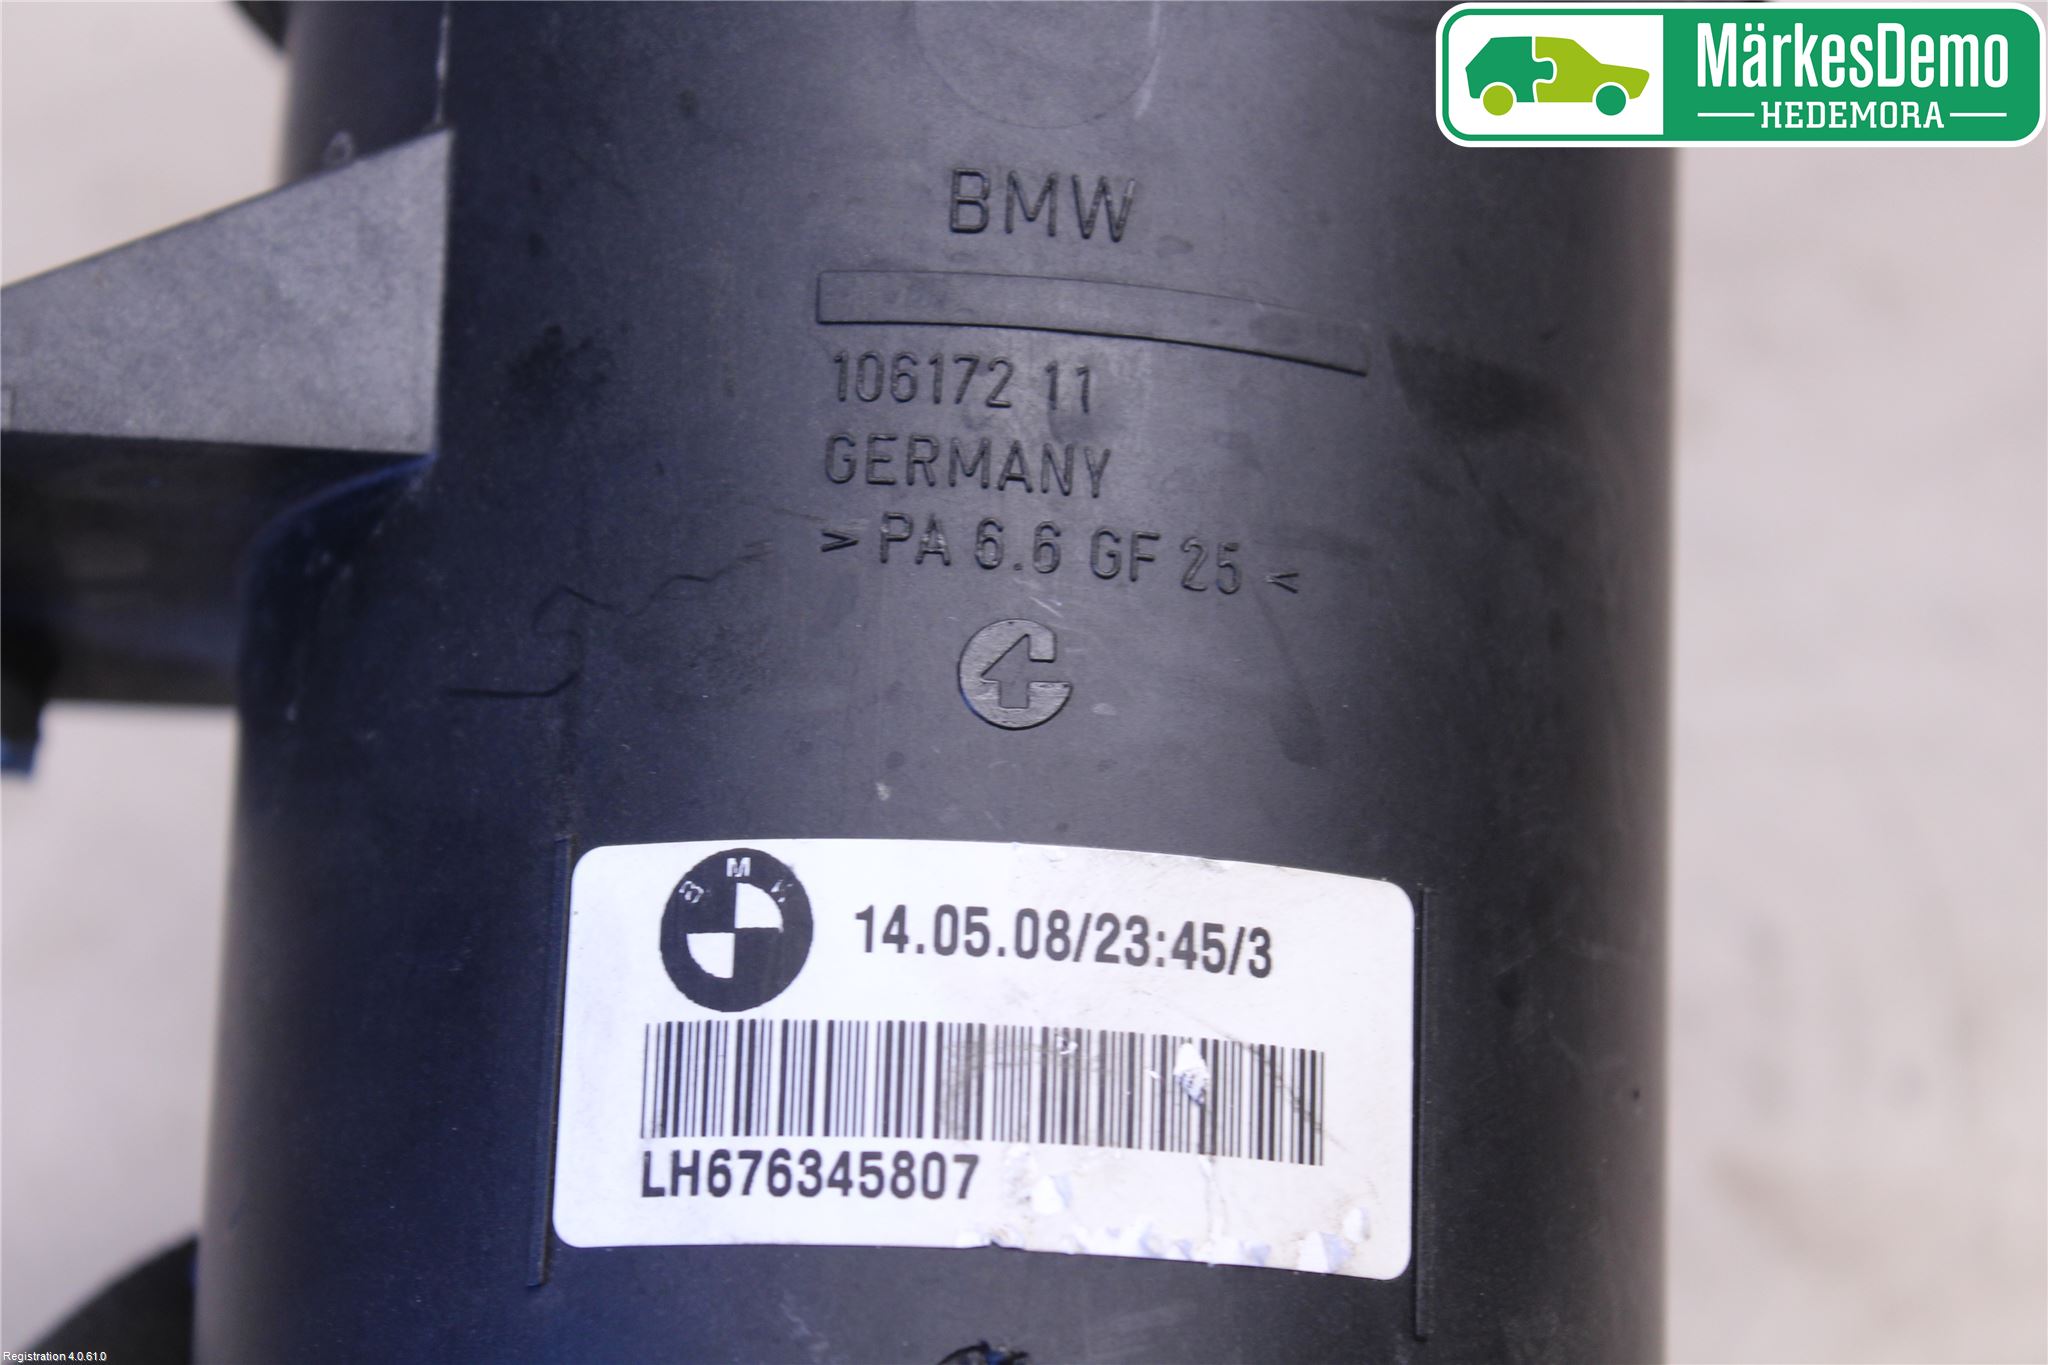 MärkesDemo
HEDEMORA
BMW
106172 11
GERMANY
> PA 6.6 GF 25 <
BMW
14.05.08/23:45/3
LH676345807
Registration 4.0.61.0